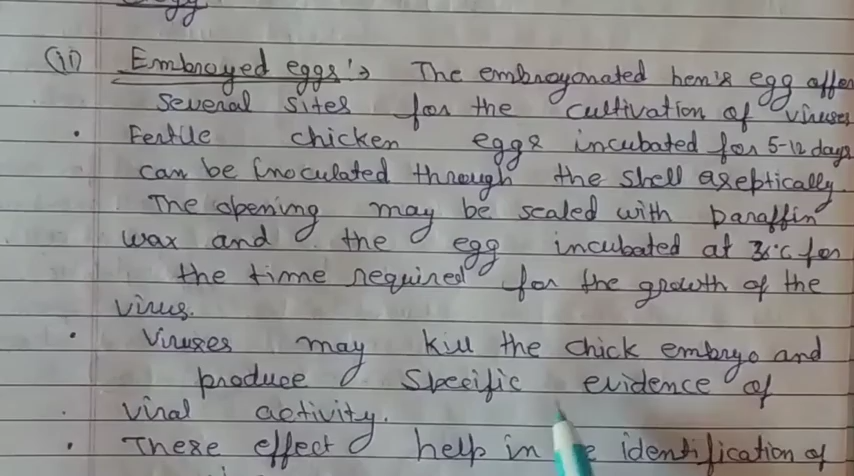 egg
(ii) Embroyed eggs:→ The embroyonated hen's egg offer
several sites for the cultivation of viruses
• Fertile chicken eggs incubated for 5-12 days
can be inoculated through the shell aseptically.
The opening may be sealed with paraffin
wax and the egg incubated at 36°C for
the time required for the growth of the
virus.
• Viruses may kill the chick embryo and
produce specific evidence of
viral activity.
• These effect help in identification of